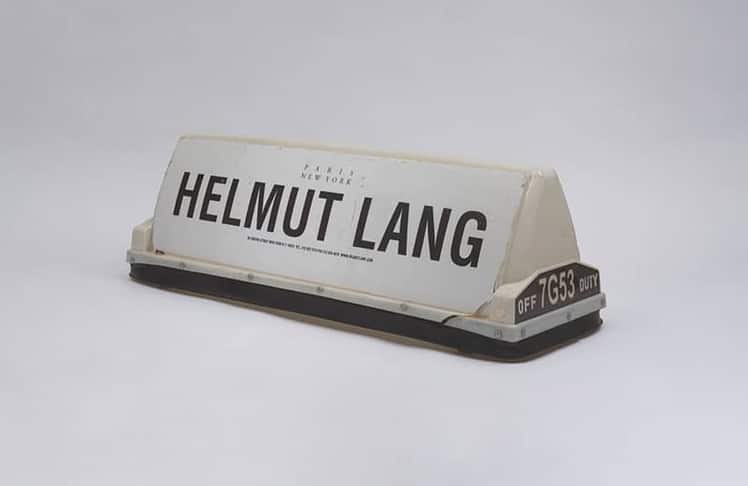 PARIS
NEW YORK
HELMUT LANG
OFF 7G53 DUTY